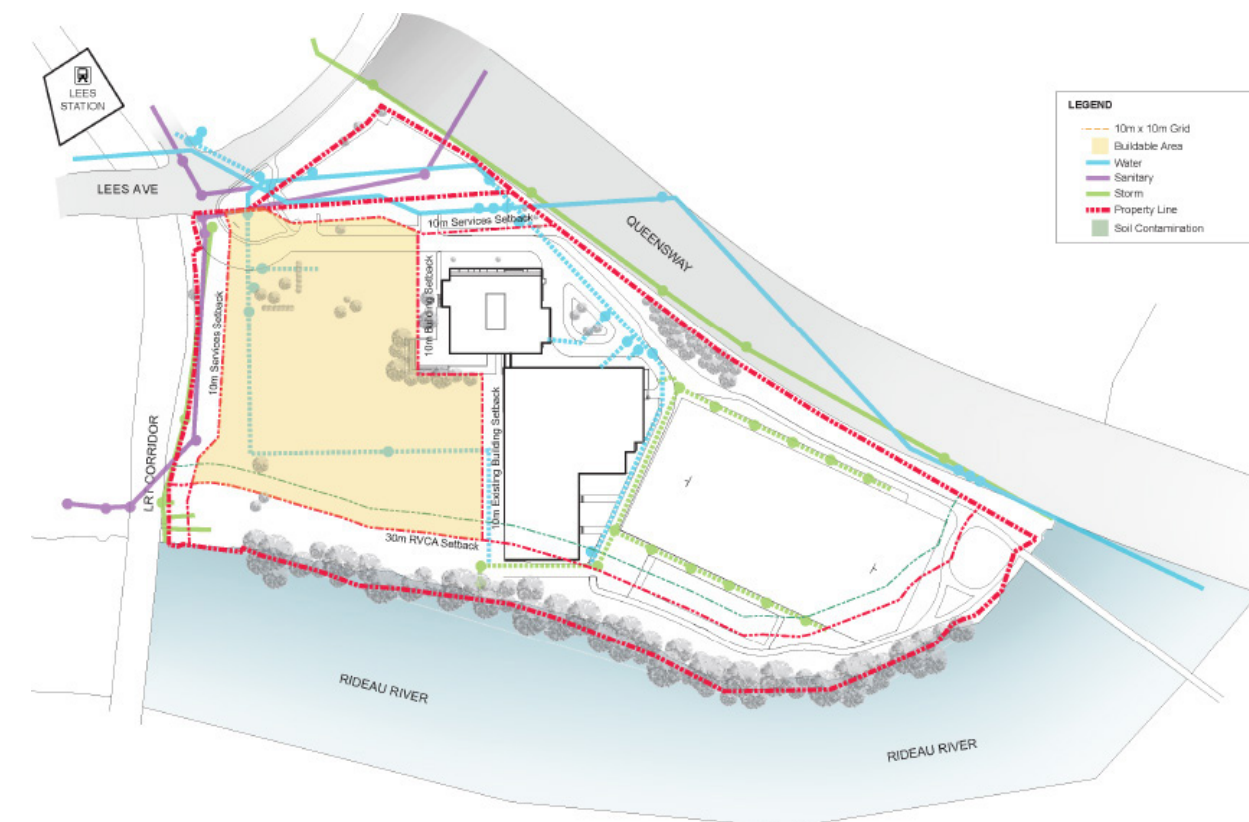 LEES
STATION
LEES AVE
LEGEND
10m x 10m Grid
Buildable Area
Water
Sanitary
Storm
Property Line
Soil Contamination
10m Services Setback
QUEENSWAY
10m Building Setback
10m Services Setback
LRT CORRIDOR
10m Existing Building Setback
30m RVCA Setback
RIDEAU RIVER
RIDEAU RIVER